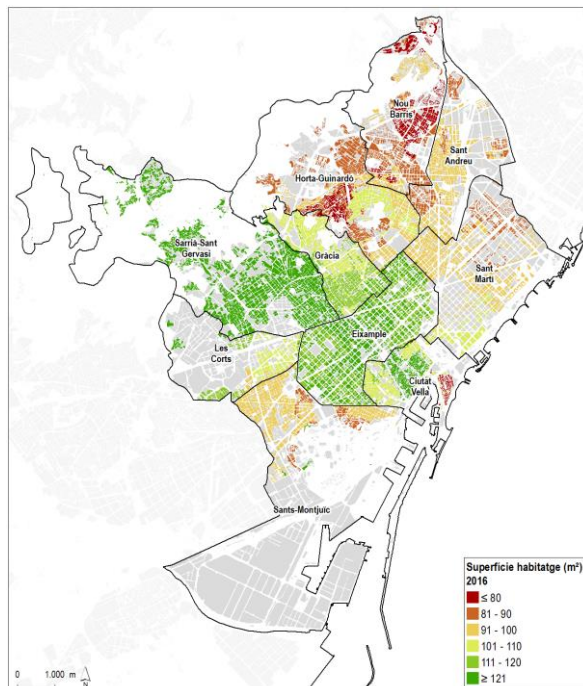 Nou
Barris
Sant
Andreu
Horta-Guinardó
Sarrià-Sant
Gervasi
Gràcia
Sant
Martí
Eixample
Les
Corts
Ciutat
Vella
Sants-Montjuïc
Superfície habitatge (m²)
2016
≤ 80
81 - 90
91 - 100
101 - 110
111 - 120
≥ 121
0 1.000 m
N